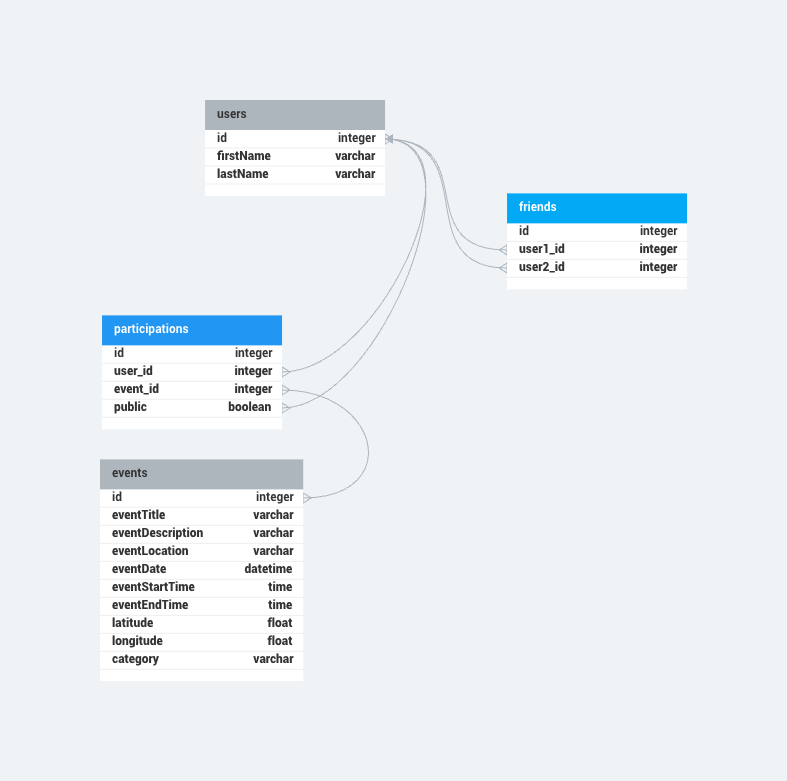 users
id integer
firstName varchar
lastName varchar
friends
id integer
user1_id integer
user2_id integer
participations
id integer
user_id integer
event_id integer
public boolean
events
id integer
eventTitle varchar
eventDescription varchar
eventLocation varchar
eventDate datetime
eventStartTime time
eventEndTime time
latitude float
longitude float
category varchar